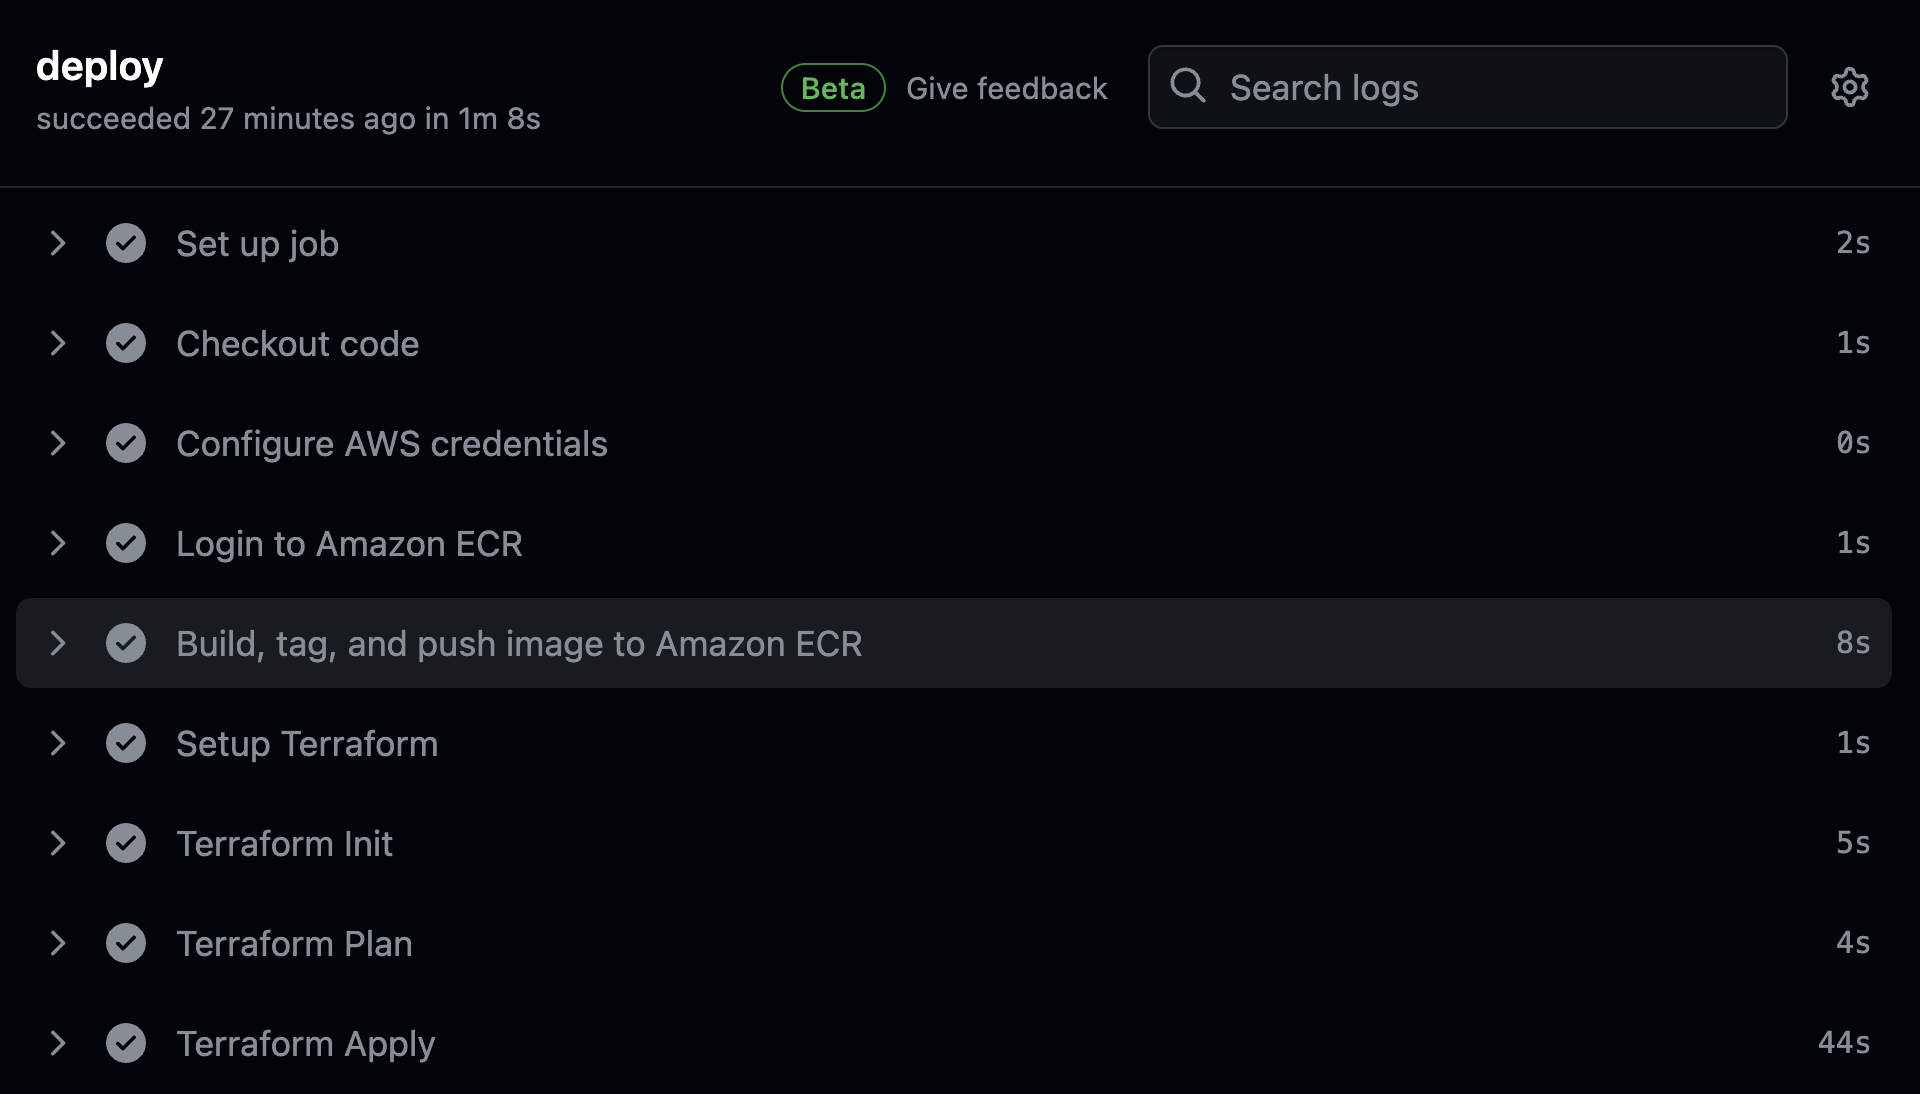 deploy
succeeded 27 minutes ago in 1m 8s
Beta
Give feedback
Search logs
Set up job 2s
Checkout code 1s
Configure AWS credentials 0s
Login to Amazon ECR 1s
Build, tag, and push image to Amazon ECR 8s
Setup Terraform 1s
Terraform Init 5s
Terraform Plan 4s
Terraform Apply 44s